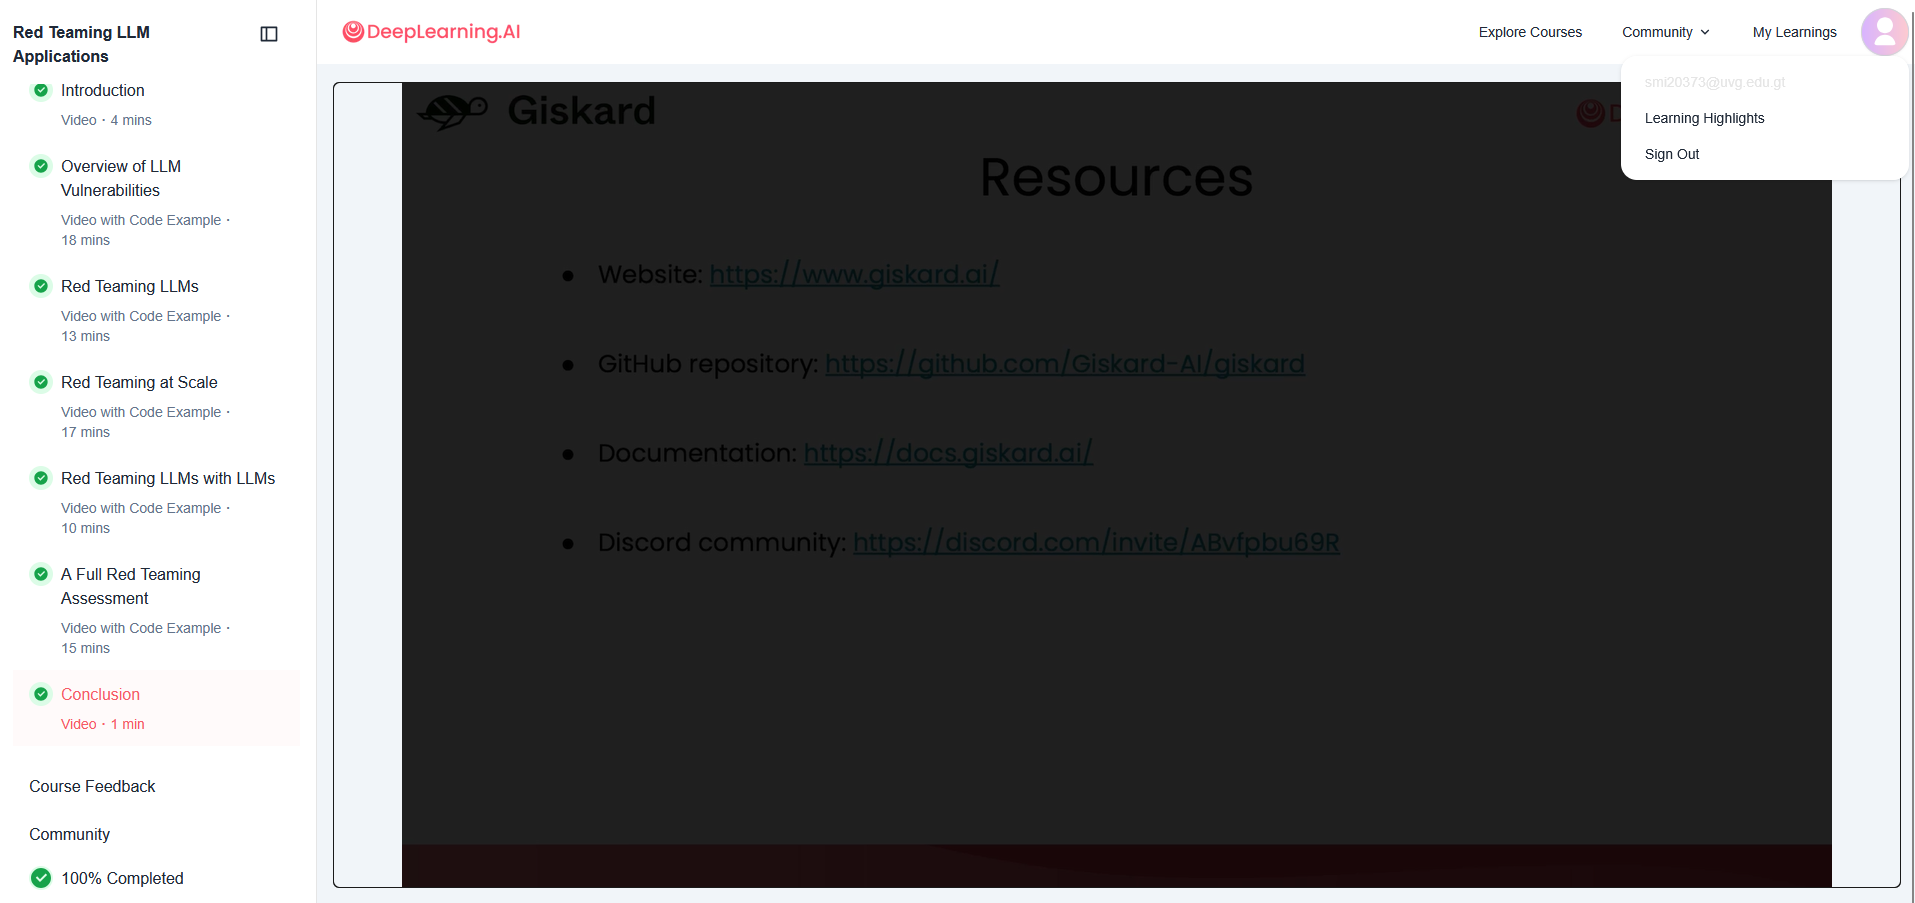 Red Teaming LLM
Applications
Introduction
Video · 4 mins
Overview of LLM
Vulnerabilities
Video with Code Example ·
18 mins
Red Teaming LLMs
Video with Code Example ·
13 mins
Red Teaming at Scale
Video with Code Example ·
17 mins
Red Teaming LLMs with LLMs
Video with Code Example ·
10 mins
A Full Red Teaming
Assessment
Video with Code Example ·
15 mins
Conclusion
Video · 1 min
Course Feedback
Community
100% Completed
DeepLearning.AI
Explore Courses
Community
My Learnings
smi20373@uvg.edu.gt
Learning Highlights
Sign Out
Giskard
Resources
● Website: https://www.giskard.ai/
● GitHub repository: https://github.com/Giskard-AI/giskard
● Documentation: https://docs.giskard.ai/
● Discord community: https://discord.com/invite/ABvfpbu69R